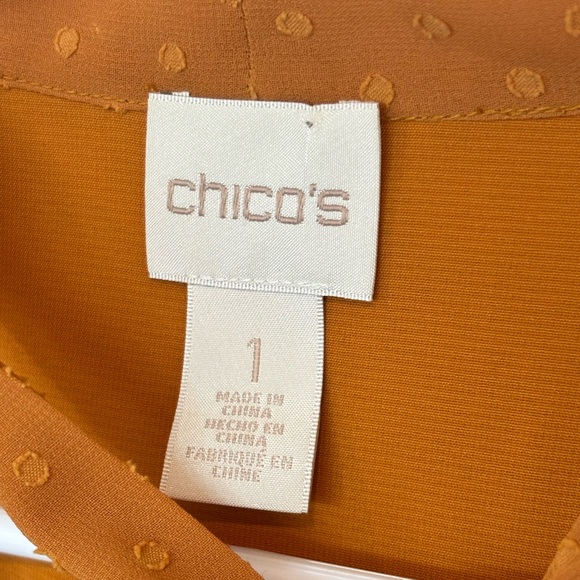 chico's
1
MADE IN
CHINA
HECHO EN
CHINA
FABRIQUÉ EN
CHINE